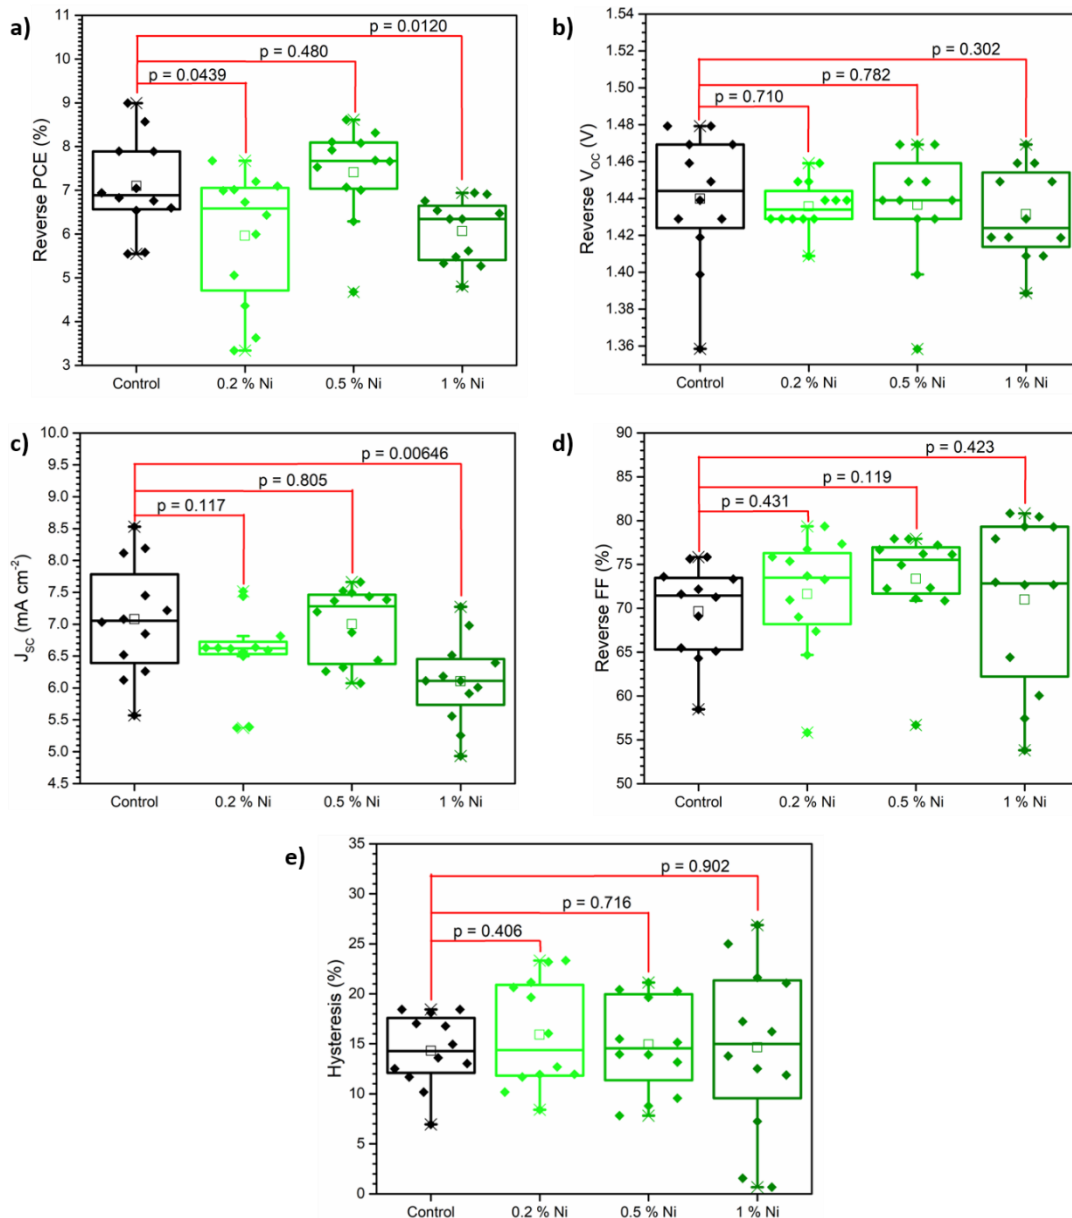 a)
11
10
9
8
7
6
5
4
3
Reverse PCE (%)
p = 0.0120
p = 0.480
p = 0.0439
Control
0.2 % Ni
0.5 % Ni
1 % Ni
b)
1.54
1.52
1.50
1.48
1.46
1.44
1.42
1.40
1.38
1.36
Reverse VOC (V)
p = 0.302
p = 0.782
p = 0.710
Control
0.2 % Ni
0.5 % Ni
1 % Ni
c)
10.0
9.5
9.0
8.5
8.0
7.5
7.0
6.5
6.0
5.5
5.0
4.5
JSC (mA cm-2)
p = 0.00646
p = 0.805
p = 0.117
Control
0.2 % Ni
0.5 % Ni
1 % Ni
d)
90
85
80
75
70
65
60
55
50
Reverse FF (%)
p = 0.423
p = 0.119
p = 0.431
Control
0.2 % Ni
0.5 % Ni
1 % Ni
e)
35
30
25
20
15
10
5
0
Hysteresis (%)
p = 0.902
p = 0.716
p = 0.406
Control
0.2 % Ni
0.5 % Ni
1 % Ni